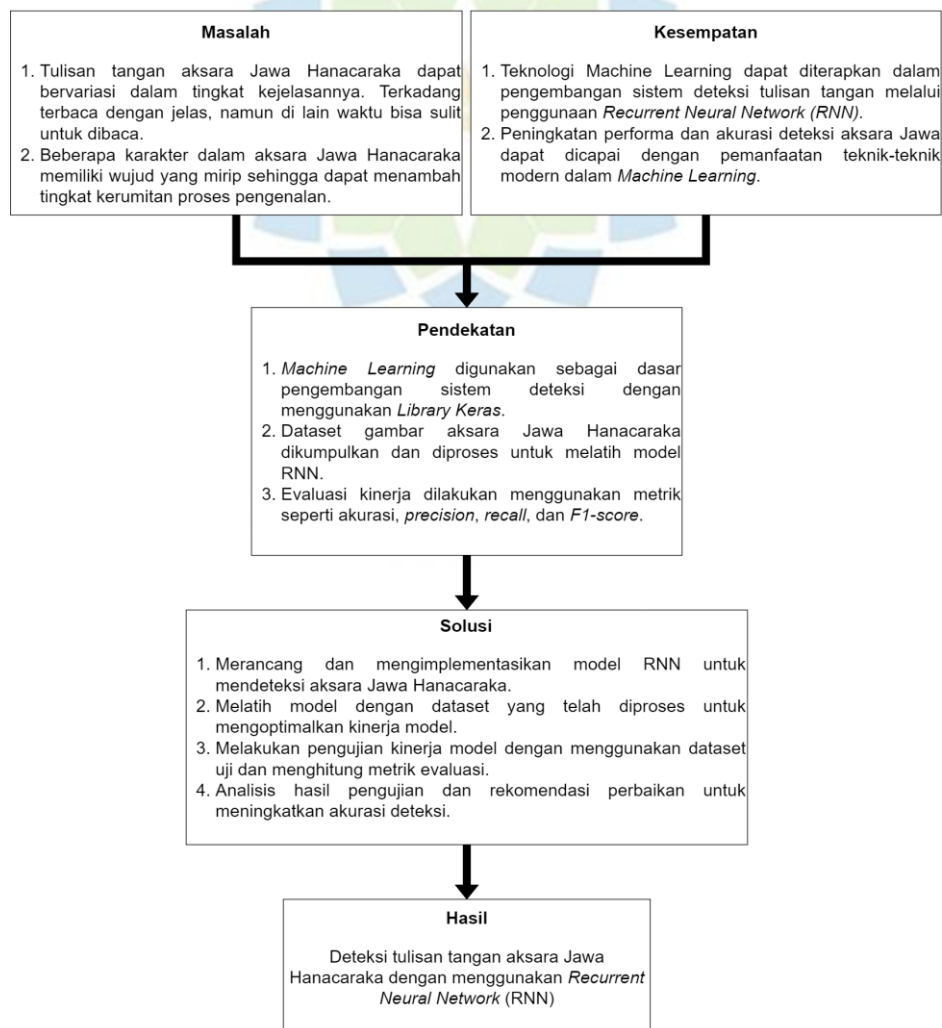 Masalah
1. Tulisan tangan aksara Jawa Hanacaraka dapat
bervariasi dalam tingkat kejelasannya. Terkadang
terbaca dengan jelas, namun di lain waktu bisa sulit
untuk dibaca.
2. Beberapa karakter dalam aksara Jawa Hanacaraka
memiliki wujud yang mirip sehingga dapat menambah
tingkat kerumitan proses pengenalan.
Kesempatan
1. Teknologi Machine Learning dapat diterapkan dalam
pengembangan sistem deteksi tulisan tangan melalui
penggunaan Recurrent Neural Network (RNN).
2. Peningkatan performa dan akurasi deteksi aksara Jawa
dapat dicapai dengan pemanfaatan teknik-teknik
modern dalam Machine Learning.
Pendekatan
1. Machine Learning digunakan sebagai dasar
pengembangan sistem deteksi dengan
menggunakan Library Keras.
2. Dataset gambar aksara Jawa Hanacaraka
dikumpulkan dan diproses untuk melatih model
RNN.
3. Evaluasi kinerja dilakukan menggunakan metrik
seperti akurasi, precision, recall, dan F1-score.
Solusi
1. Merancang dan mengimplementasikan model RNN untuk
mendeteksi aksara Jawa Hanacaraka.
2. Melatih model dengan dataset yang telah diproses untuk
mengoptimalkan kinerja model.
3. Melakukan pengujian kinerja model dengan menggunakan dataset
uji dan menghitung metrik evaluasi.
4. Analisis hasil pengujian dan rekomendasi perbaikan untuk
meningkatkan akurasi deteksi.
Hasil
Deteksi tulisan tangan aksara Jawa
Hanacaraka dengan menggunakan Recurrent
Neural Network (RNN)